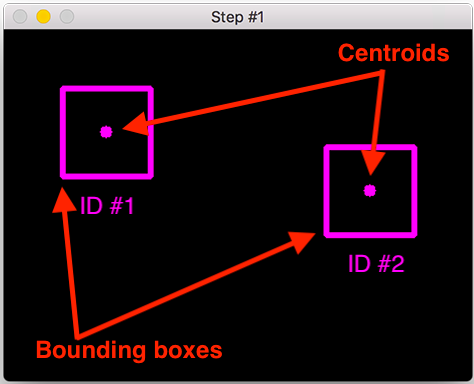 Step #1
Centroids
ID #1
ID #2
Bounding boxes